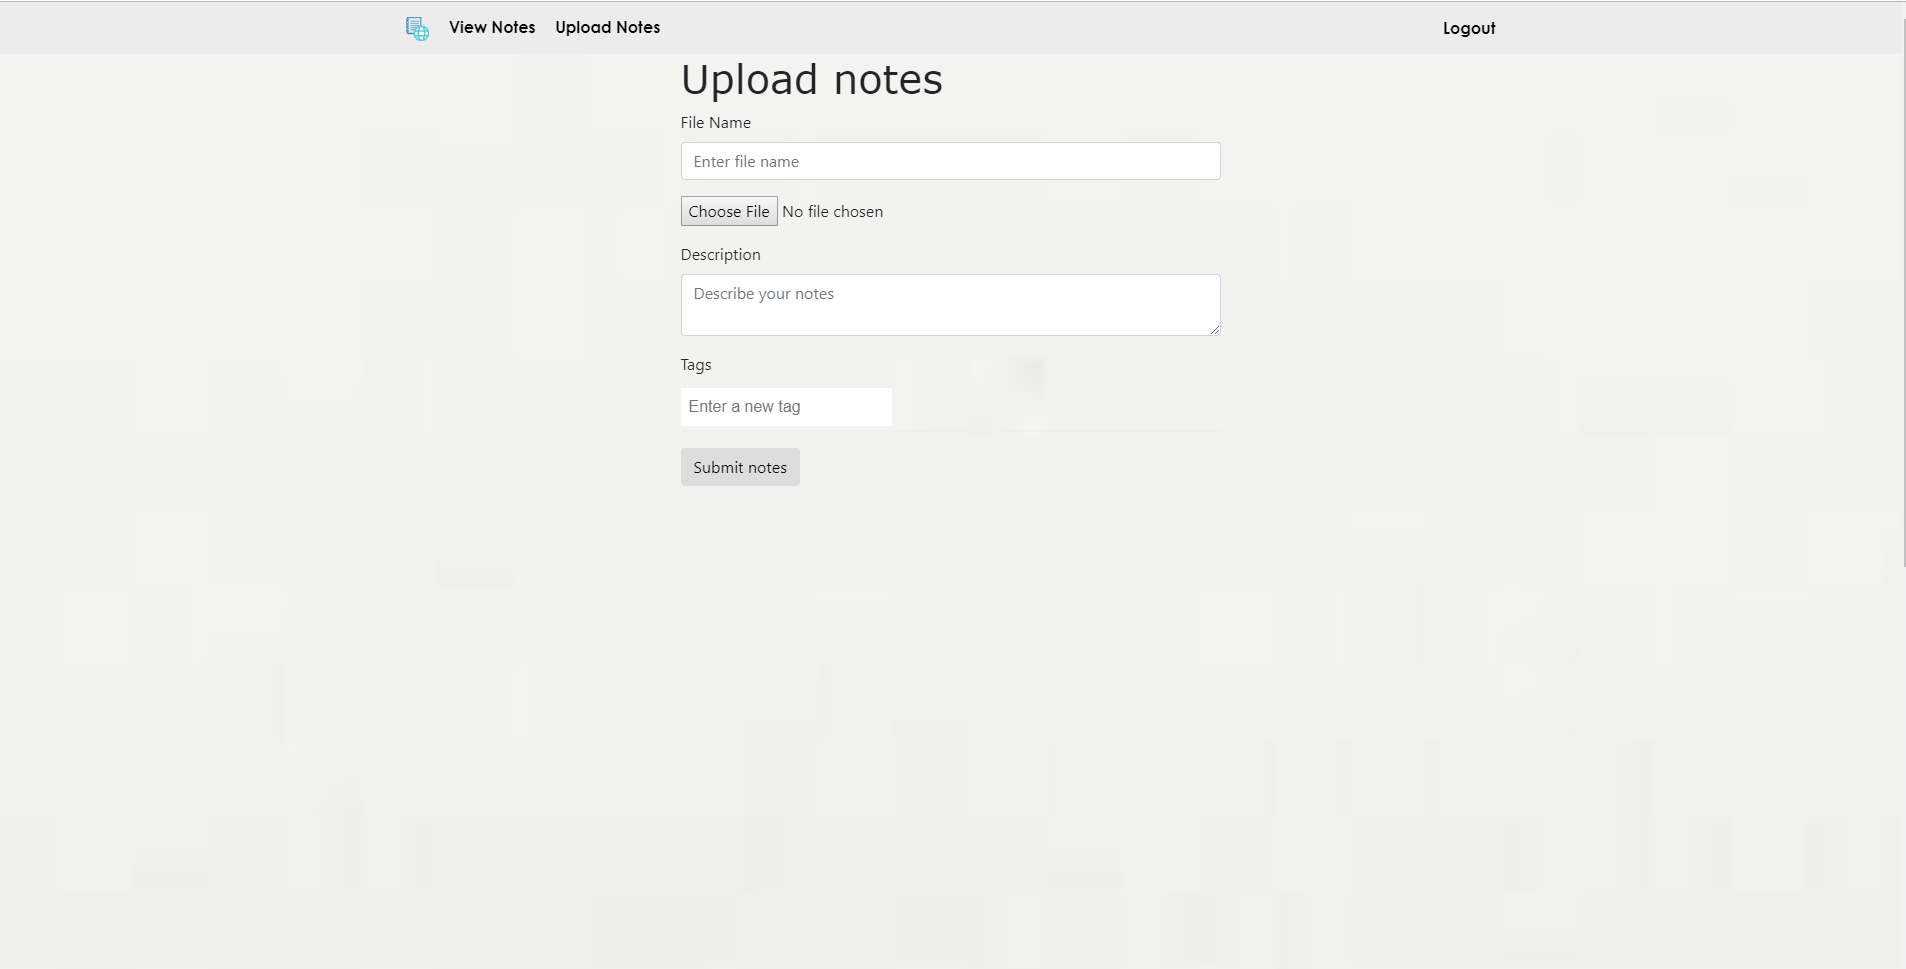 View Notes Upload Notes Logout
Upload notes
File Name
Enter file name
Choose File No file chosen
Description
Describe your notes
Tags
Enter a new tag
Submit notes